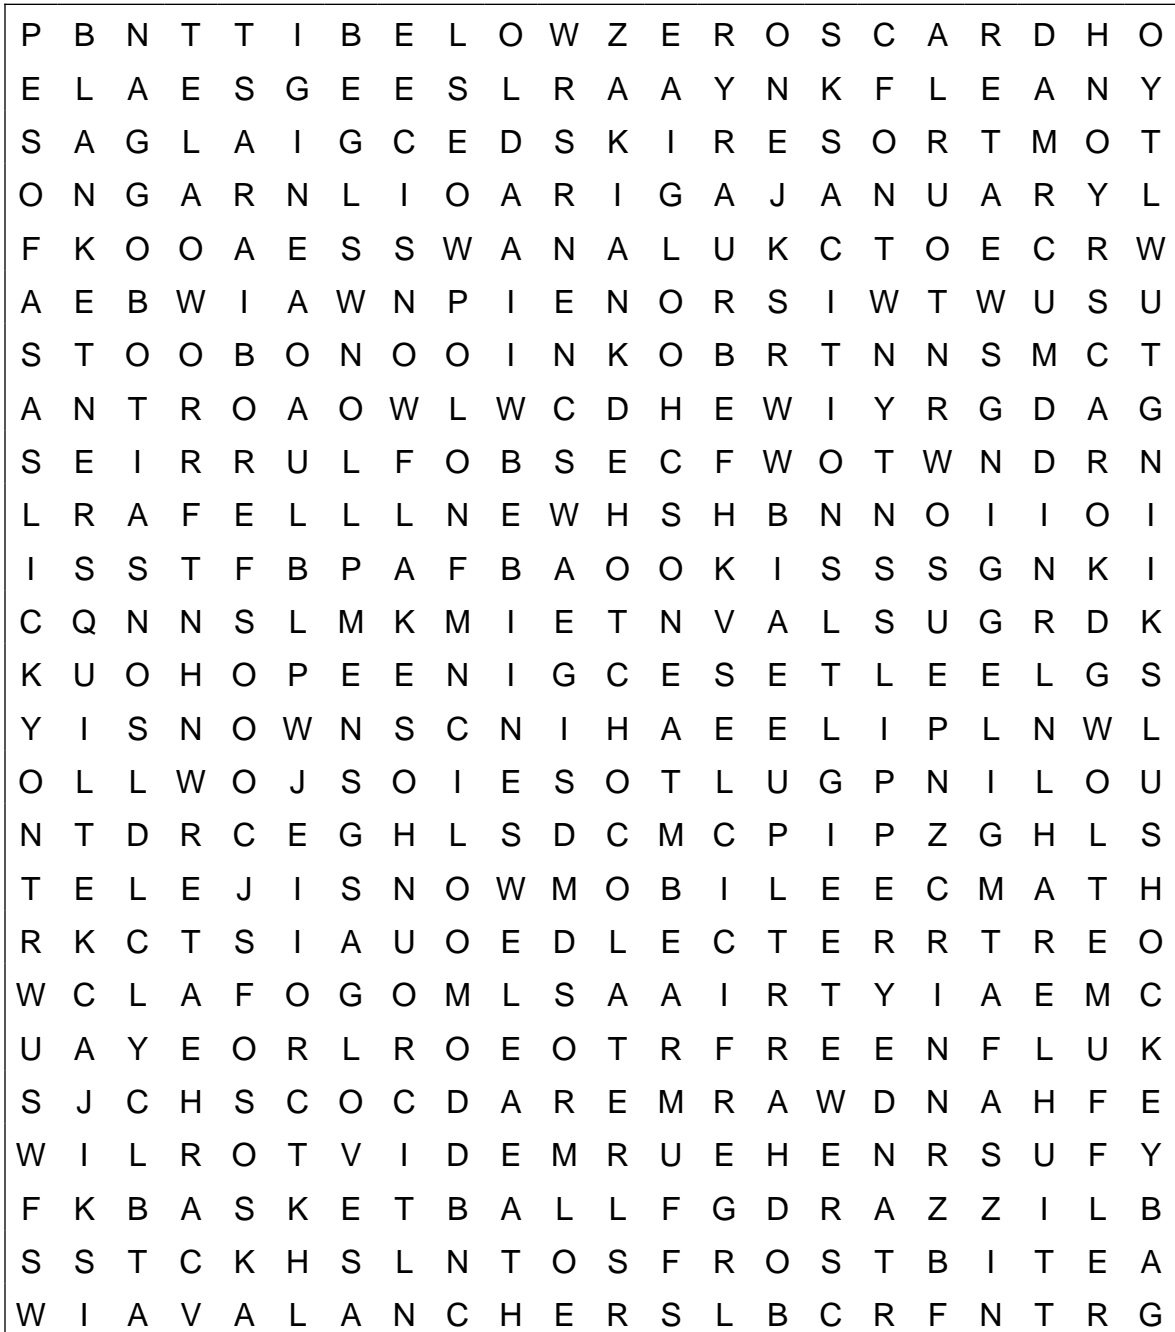 P B N T T I B E L O W Z E R O S C A R D H O
E L A E S G E E S L R A A Y N K F L E A N Y
S A G L A I G C E D S K I R E S O R T M O T
O N G A R N L I O A R I G A J A N U A R Y L
F K O O A E S S W A N A L U K C T O E C R W
A E B W I A W N P I E N O R S I W T W U S U
S T O O B O N O O I N K O B R T N N S M C T
A N T R O A O W L W C D H E W I Y R G D A G
S E I R R U L F O B S E C F W O T W N D R N
L R A F E L L L N E W H S H B N N O I I O I
I S S T F B P A F B A O O K I S S S G N K I
C Q N N S L M K M I E T N V A L S U G R D K
K U O H O P E E N I G C E S E T L E E L G S
Y I S N O W N S C N I H A E E L I P L N W L
O L L W O J S O I E S O T L U G P N I L O U
N T D R C E G H L S D C M C P I P Z G H L S
T E L E J I S N O W M O B I L E E C M A T H
R K C T S I A U O E D L E C T E R R T R E O
W C L A F O G O M L S A A I R T Y I A E M C
U A Y E O R L R O E O T R F R E E N F L U K
S J C H S C O C D A R E M R A W D N A H F E
W I L R O T V I D E M R U E H E N R S U F Y
F K B A S K E T B A L L F G D R A Z Z I L B
S S T C K H S L N T O S F R O S T B I T E A
W I A V A L A N C H E R S L B C R F N T R G